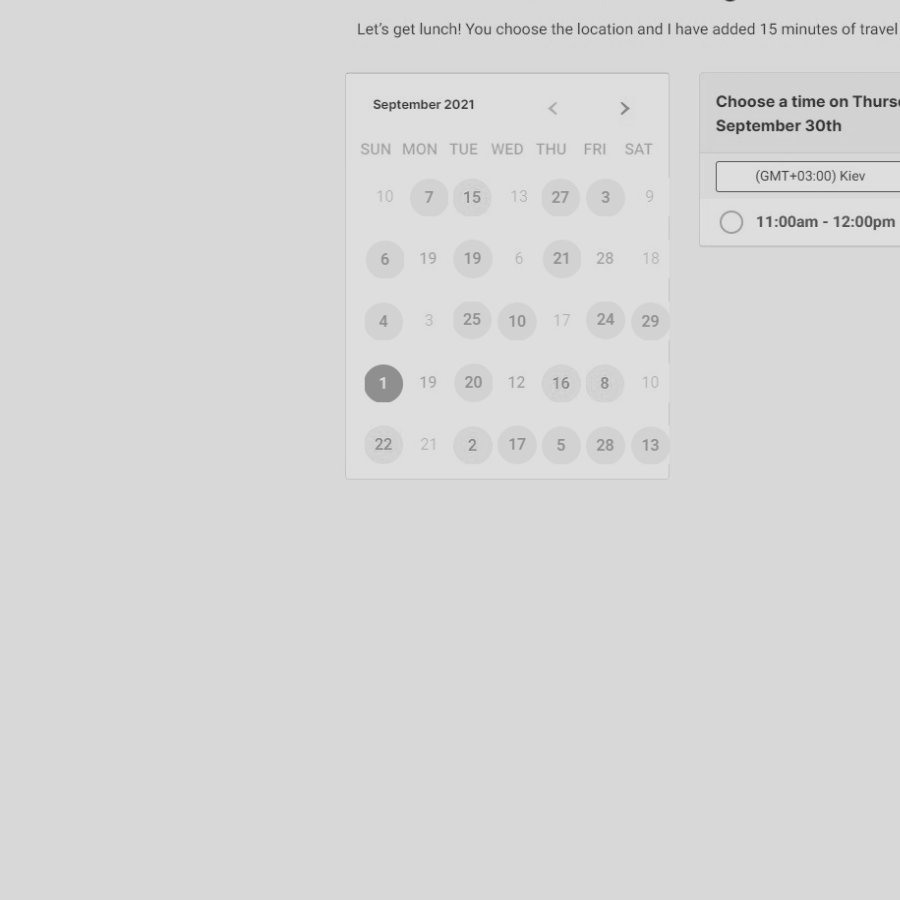 Let's get lunch! You choose the location and I have added 15 minutes of travel
September 2021
SUN MON TUE WED THU FRI SAT
10 7 15 13 27 3 9
6 19 19 6 21 28 18
4 3 25 10 17 24 29
1 19 20 12 16 8 10
22 21 2 17 5 28 13
Choose a time on Thurs
September 30th
(GMT+03:00) Kiev
11:00am - 12:00pm